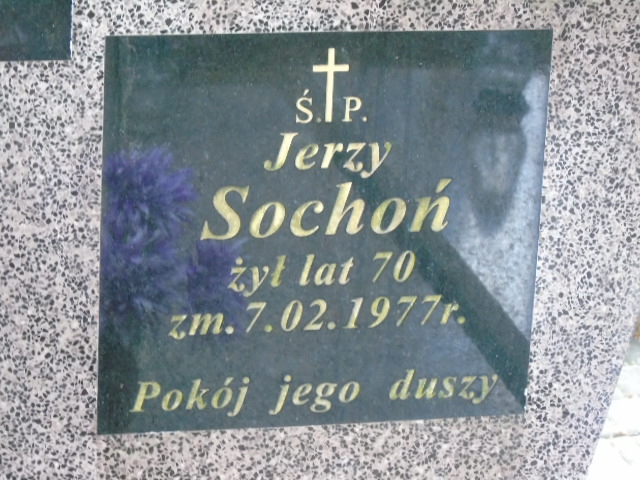 Ś. P.
Jerzy
Sochoń
żył lat 70
zm. 7.02.1977r.
Pokój jego duszy